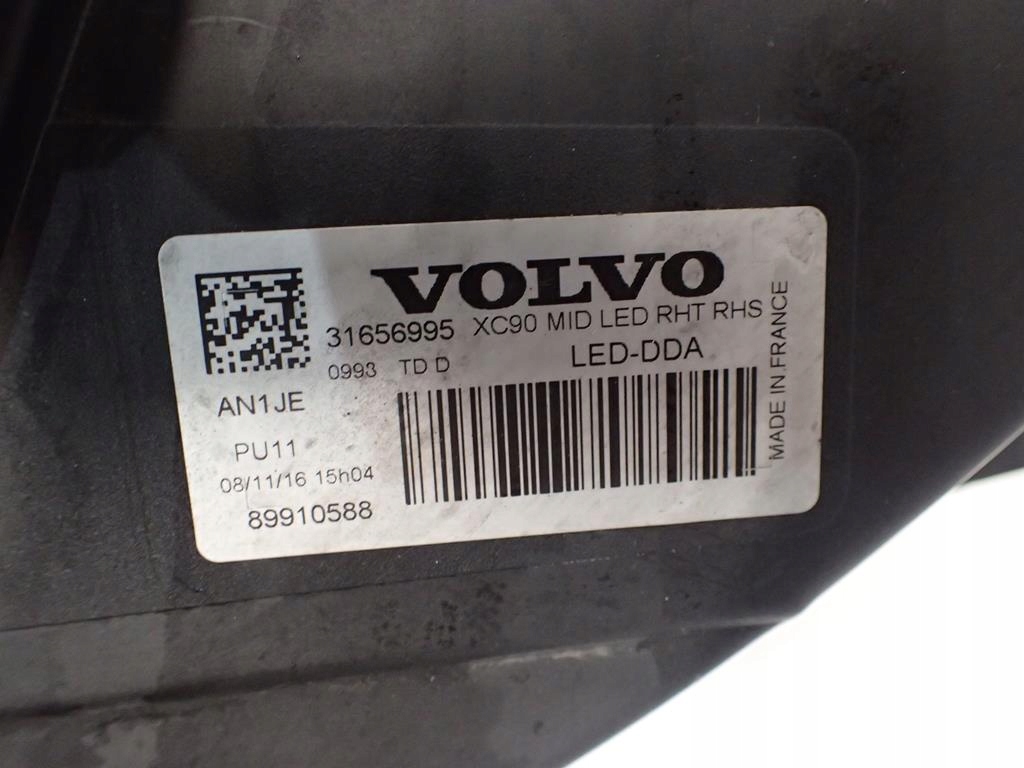 VOLVO
31656995 XC90 MID LED RHT RHS
0993 TD D LED-DDA
AN1JE
PU11
08/11/16 15h04
89910588
MADE IN FRANCE